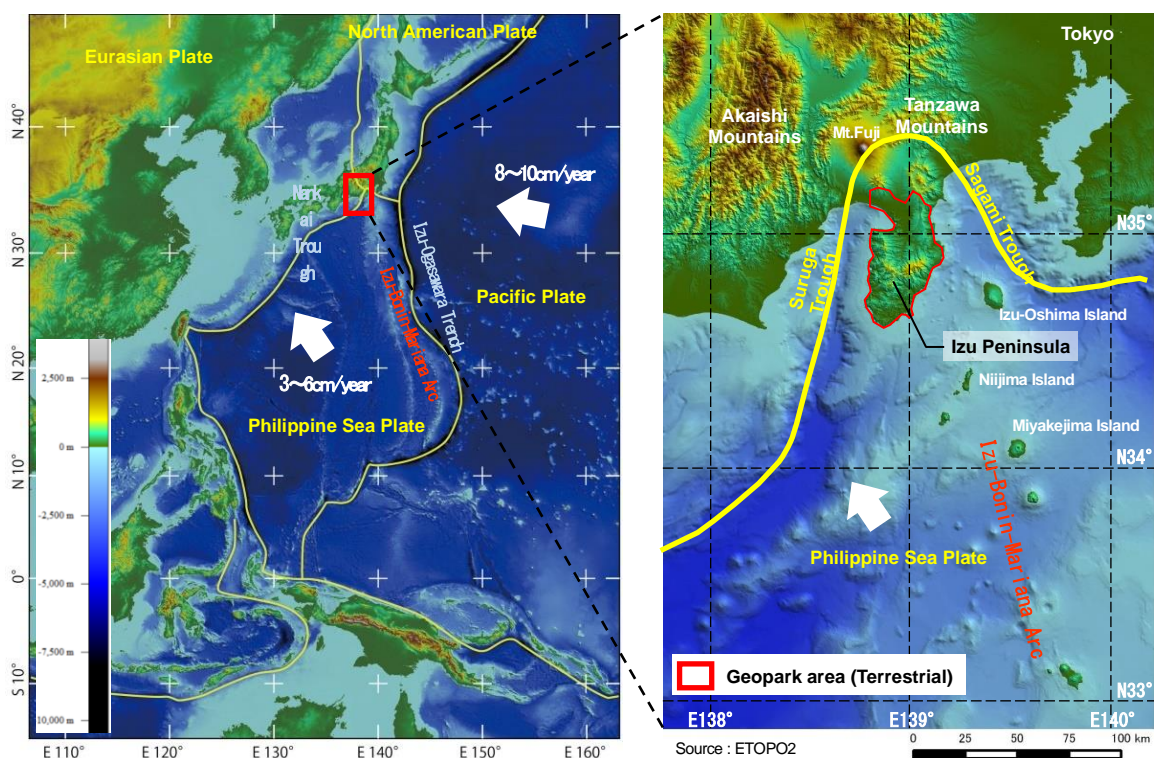 Eurasian Plate
North American Plate
8～10cm/year
Nank
ai
Trou
gh
Izu-Ogasawara Trench
Izu-Bonin-Mariana Arc
Pacific Plate
3～6cm/year
Philippine Sea Plate
2,500 m
0 m
-2,500 m
-5,000 m
-7,500 m
10,000 m
N 40°
N 30°
N 20°
N 10°
0°
S 10°
E 110°
E 120°
E 130°
E 140°
E 150°
E 160°
Tokyo
Akaishi
Mountains
Mt.Fuji
Tanzawa
Mountains
Sagami Trough
Suruga
Trough
N35°
Izu-Oshima Island
Izu Peninsula
Niijima Island
Miyakejima Island
N34°
Izu-Bonin-Mariana Arc
Philippine Sea Plate
Geopark area (Terrestrial)
N33°
E138°
E139°
E140°
Source : ETOPO2
0 25 50 75 100 km